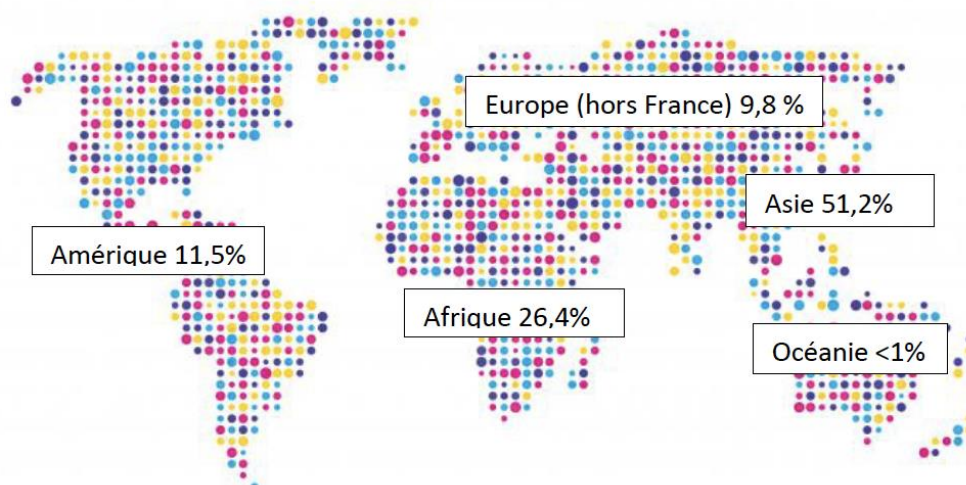 Europe (hors France) 9,8 %
Asie 51,2%
Amérique 11,5%
Afrique 26,4%
Océanie <1%